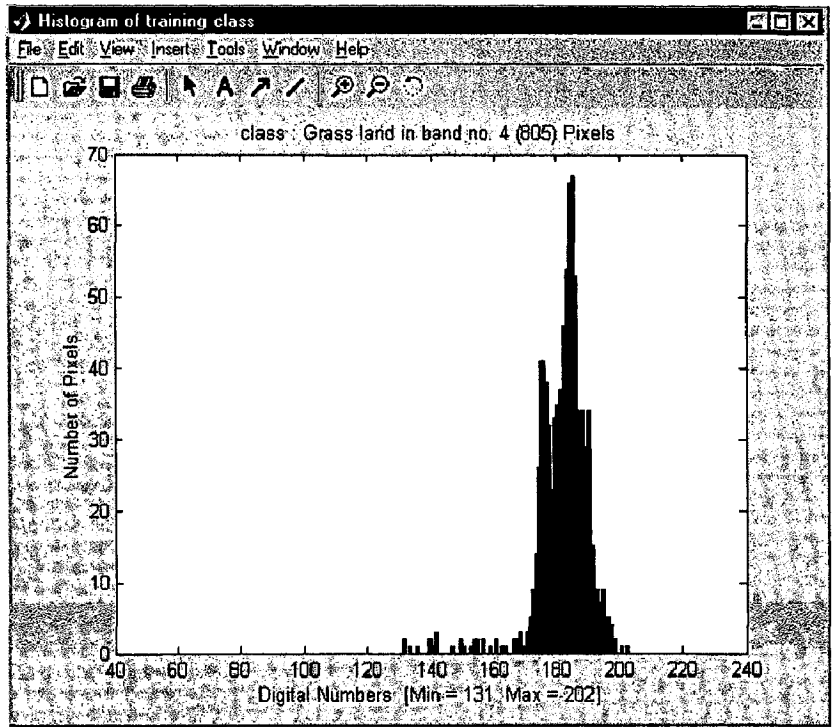 Histogram of training class
File Edit View Insert Tools Window Help
A
class : Grass land in band no. 4 (805) Pixels
70
60
50
40
30
20
10
0
Number of Pixels
40 60 80 100 120 140 160 180 200 220 240
Digital Numbers [Min = 131 Max = 202]